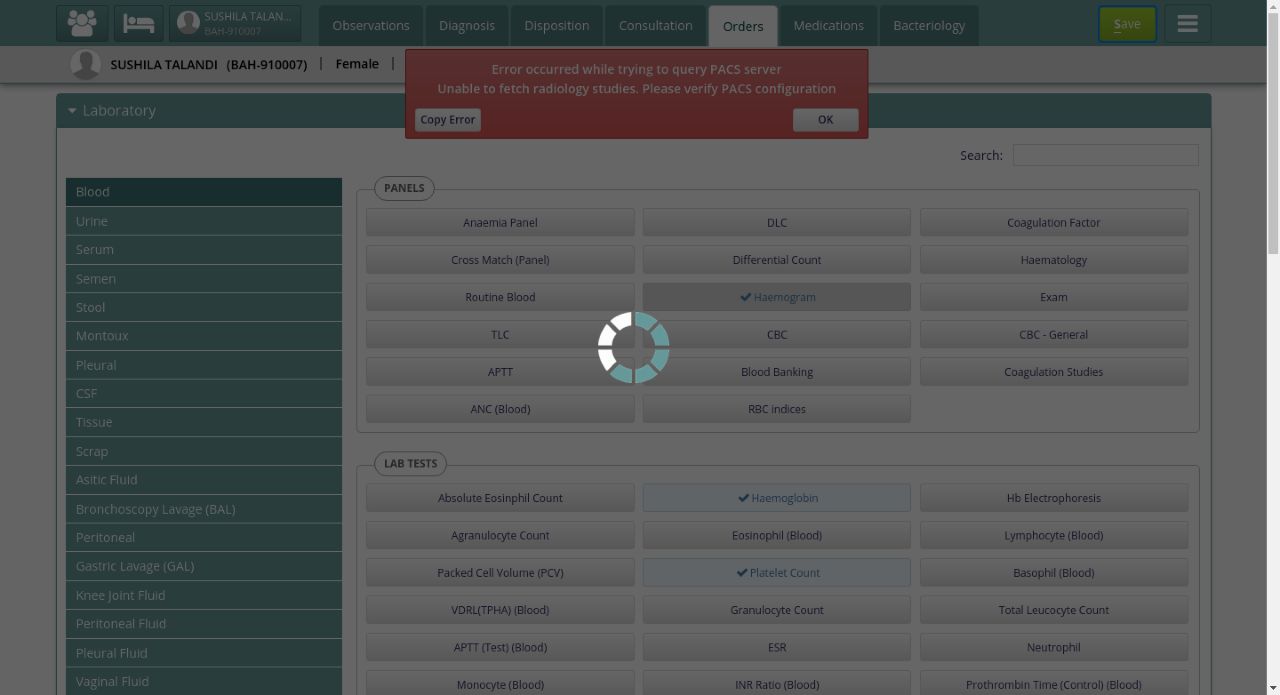 SUSHILA TALAN...
BAH-910007
Observations
Diagnosis
Disposition
Consultation
Orders
Medications
Bacteriology
Save
SUSHILA TALANDI (BAH-910007) | Female |
Error occurred while trying to query PACS server
Unable to fetch radiology studies. Please verify PACS configuration
Copy Error
OK
Laboratory
Search:
Blood
Urine
Serum
Semen
Stool
Montoux
Pleural
CSF
Tissue
Scrap
Asitic Fluid
Bronchoscopy Lavage (BAL)
Peritoneal
Gastric Lavage (GAL)
Knee Joint Fluid
Peritoneal Fluid
Pleural Fluid
Vaginal Fluid
PANELS
Anaemia Panel
DLC
Coagulation Factor
Cross Match (Panel)
Differential Count
Haematology
Routine Blood
Haemogram
Exam
TLC
CBC
CBC - General
APTT
Blood Banking
Coagulation Studies
ANC (Blood)
RBC indices
LAB TESTS
Absolute Eosinphil Count
Haemoglobin
Hb Electrophoresis
Agranulocyte Count
Eosinophil (Blood)
Lymphocyte (Blood)
Packed Cell Volume (PCV)
Platelet Count
Basophil (Blood)
VDRL(TPHA) (Blood)
Granulocyte Count
Total Leucocyte Count
APTT (Test) (Blood)
ESR
Neutrophil
Monocyte (Blood)
INR Ratio (Blood)
Prothrombin Time (Control) (Blood)